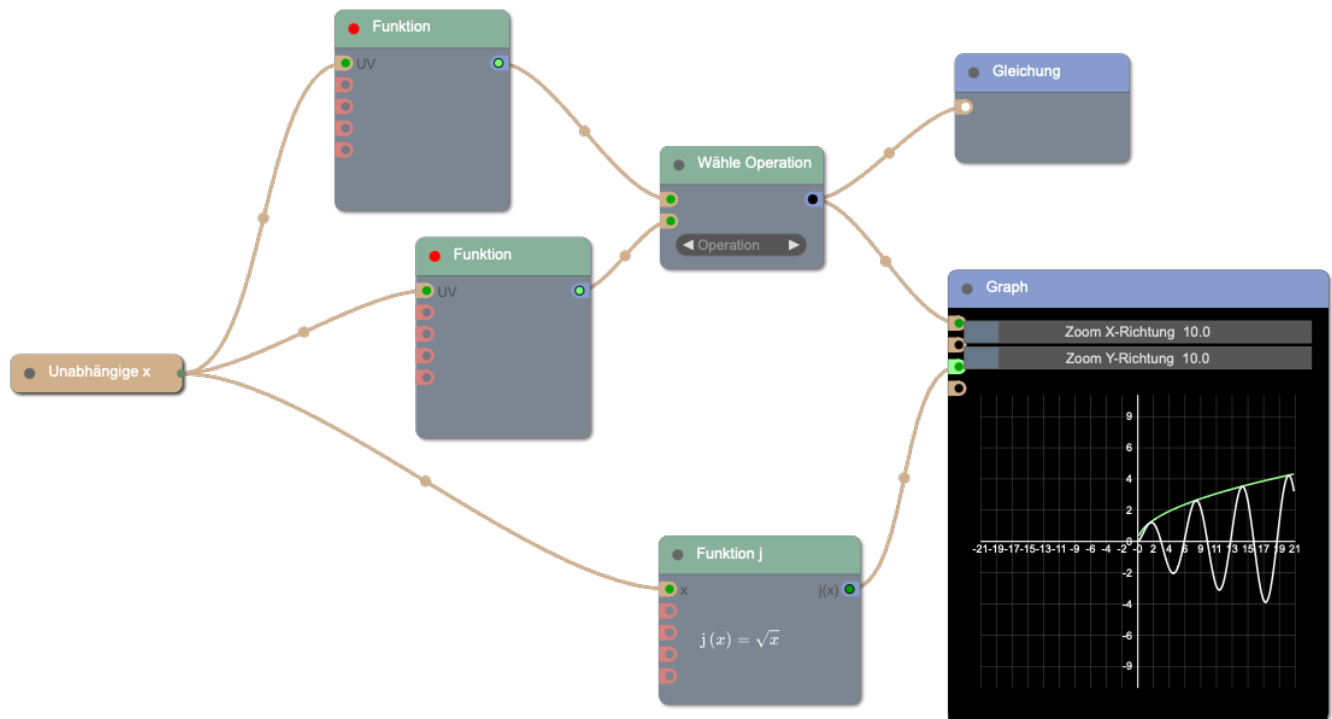 Funktion
UV
Gleichung
Wähle Operation
Operation
Funktion
UV
Graph
Zoom X-Richtung 10.0
Zoom Y-Richtung 10.0
Unabhängige x
9
6
4
2
0
-21 -19 -17 -15 -13 -11 -9 -6 -4 -2 -0 2 4 6 9 11 13 15 17 19 21
-2
-4
-6
-9
Funktion j
x j(x)
j (x) = √x